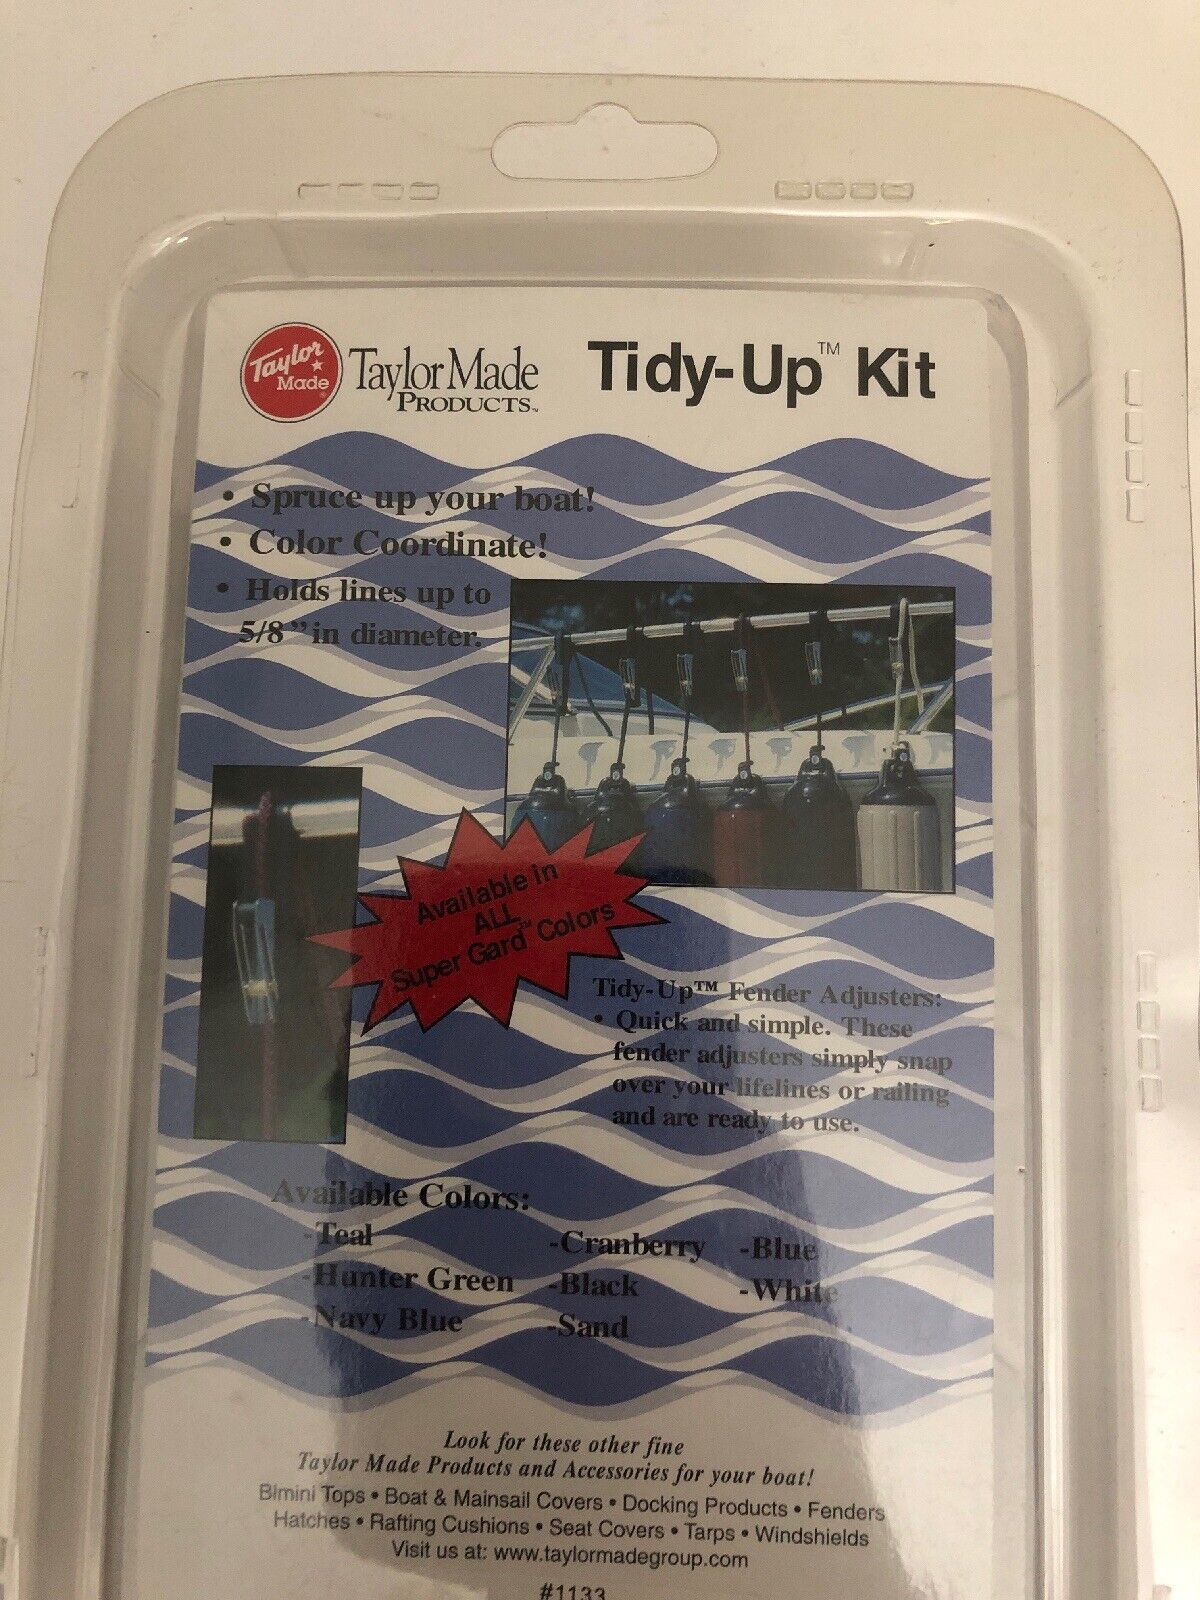 Taylor
Made
Taylor Made
PRODUCTS™
Tidy-Up™ Kit
• Spruce up your boat!
• Color Coordinate!
• Holds lines up to
5/8" in diameter.
Available in
ALL
Super Gard™ Colors
Tidy-Up™ Fender Adjusters:
• Quick and simple. These
fender adjusters simply snap
over your lifelines or railing
and are ready to use.
Available Colors:
-Teal -Cranberry -Blue
-Hunter Green -Black -White
-Navy Blue -Sand
Look for these other fine
Taylor Made Products and Accessories for your boat!
Bimini Tops • Boat & Mainsail Covers • Docking Products • Fenders
Hatches • Rafting Cushions • Seat Covers • Tarps • Windshields
Visit us at: www.taylormadegroup.com
#1133